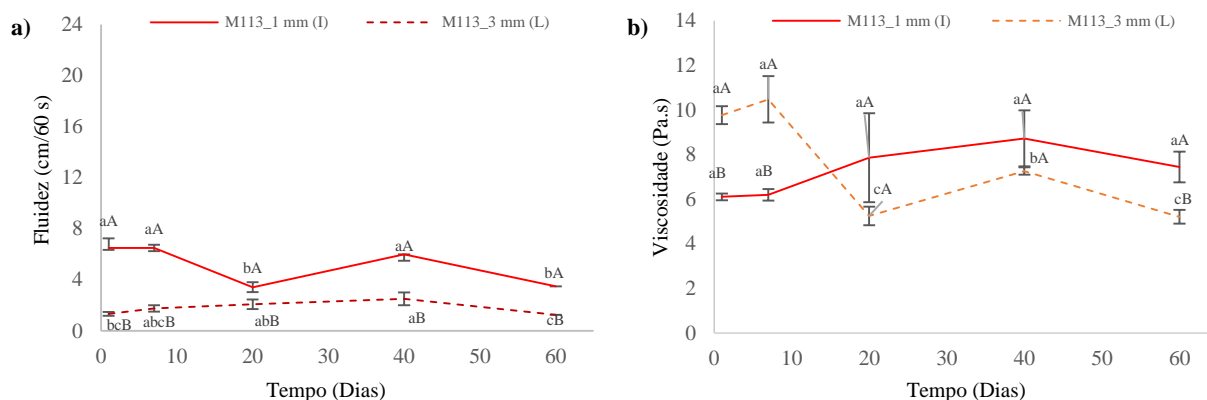 a)
M113_1 mm (I)
M113_3 mm (L)
24
20
16
12
8
4
0
Fluidez (cm/60 s)
aA
aA
bA
aA
bA
bcB
abcB
abB
aB
cB
0 10 20 30 40 50 60
Tempo (Dias)
b)
M113_1 mm (I)
M113_3 mm (L)
14
12
10
8
6
4
2
0
Viscosidade (Pa.s)
aA
aA
aA
aA
aA
aB
aB
cA
bA
cB
0 10 20 30 40 50 60
Tempo (Dias)